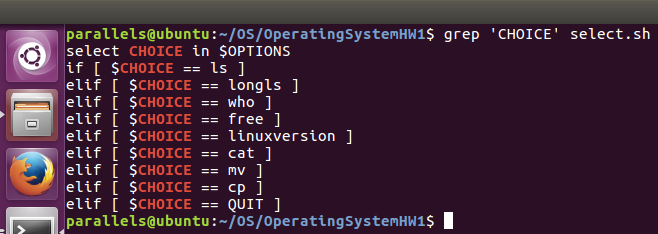 parallels@ubuntu:~/OS/OperatingSystemHW1$ grep 'CHOICE' select.sh
select CHOICE in $OPTIONS
if [ $CHOICE == ls ]
elif [ $CHOICE == longls ]
elif [ $CHOICE == who ]
elif [ $CHOICE == free ]
elif [ $CHOICE == linuxversion ]
elif [ $CHOICE == cat ]
elif [ $CHOICE == mv ]
elif [ $CHOICE == cp ]
elif [ $CHOICE == QUIT ]
parallels@ubuntu:~/OS/OperatingSystemHW1$